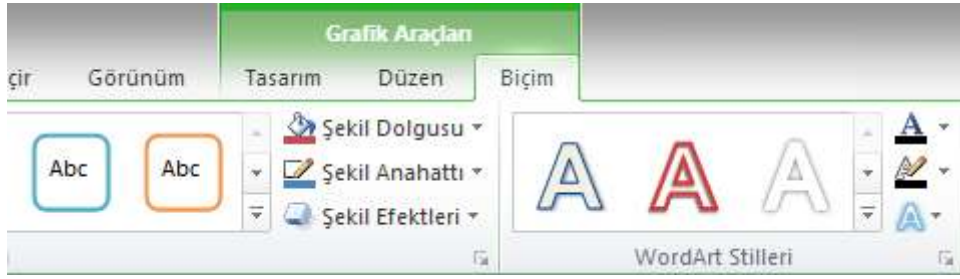 Grafik Araçları
çir Görünüm Tasarım Düzen Biçim
Abc Abc Şekil Dolgusu A
Şekil Anahattı A A A
Şekil Efektleri A
WordArt Stilleri